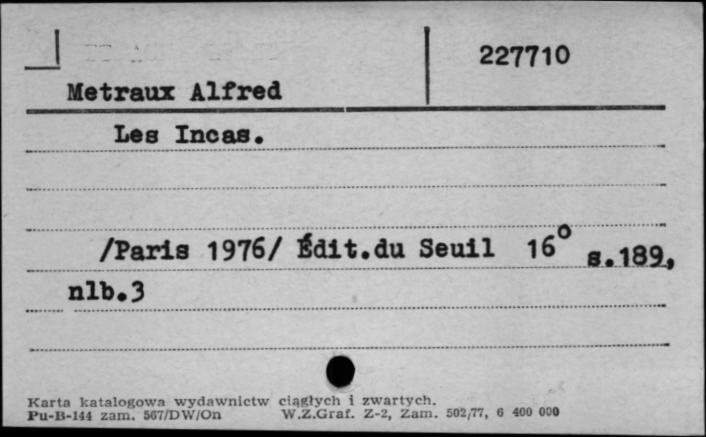 227710
Metraux Alfred
Les Incas.
/Paris 1976/ Édit.du Seuil 16° s.189,
nlb.3
Karta katalogowa wydawnictw ciągłych i zwartych.
Pu-B-144 zam. 567/DW/On W.Z.Graf. Z-2, Zam. 502/77, 6 400 000